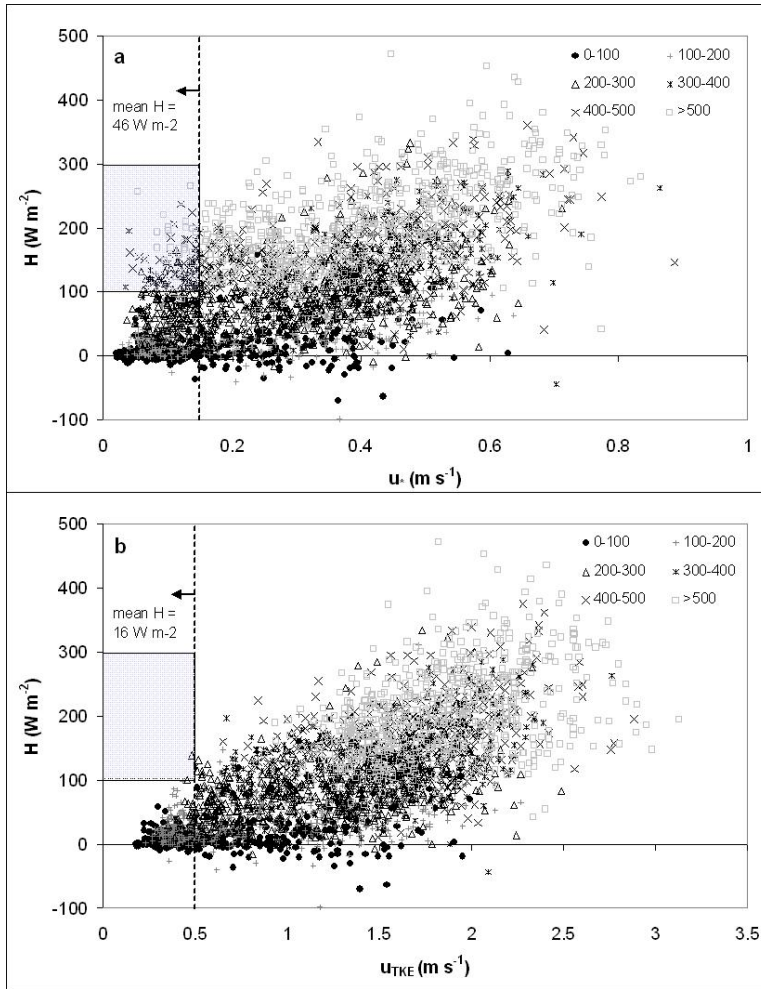 500
400
300
200
100
0
-100
H (W m-2)
a
mean H =
46 W m-2
0-100 100-200
200-300 300-400
400-500 >500
0 0.2 0.4 0.6 0.8 1
u* (m s-1)
500
400
300
200
100
0
-100
H (W m-2)
b
mean H =
16 W m-2
0-100 100-200
200-300 300-400
400-500 >500
0 0.5 1 1.5 2 2.5 3 3.5
uTKE (m s-1)